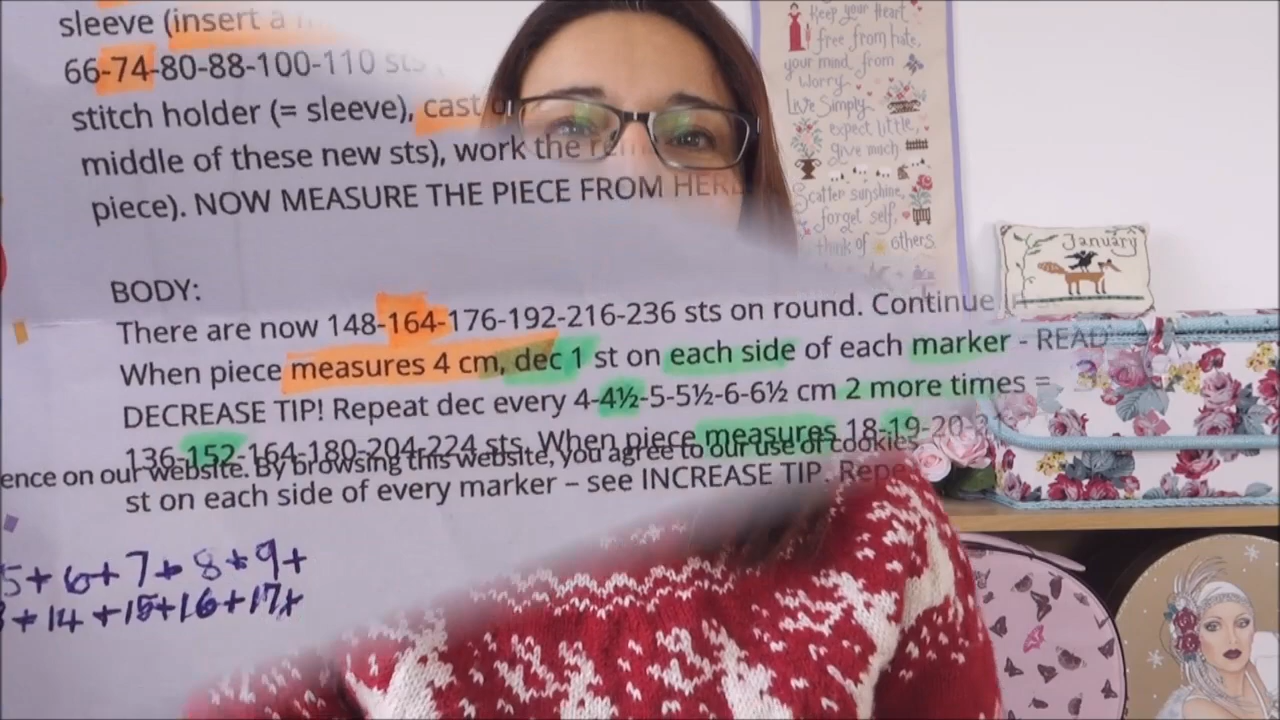 sleeve (insert a
66-74-80-88-100-110 sts
stitch holder (= sleeve), cast
middle of these new sts), work the
piece). NOW MEASURE THE PIECE FROM HERE
BODY:
There are now 148-164-176-192-216-236 sts on round. Continue in
When piece measures 4 cm, dec 1 st on each side of each marker - READ
DECREASE TIP! Repeat dec every 4-4½-5-5½-6-6½ cm 2 more times =
136-152-164-180-204-224 sts. When piece measures 18-19-20-
ence on our website. By browsing this website, you agree to our use of cookies
st on each side of every marker – see INCREASE TIP. Repe
5+6+7+8+9+
+14+15+16+17+
Keep your Heart
free from hate,
your mind, from
Worry.
Live Simply
expect little,
give much
Scatter sunshine,
forget self,
think of others.
January